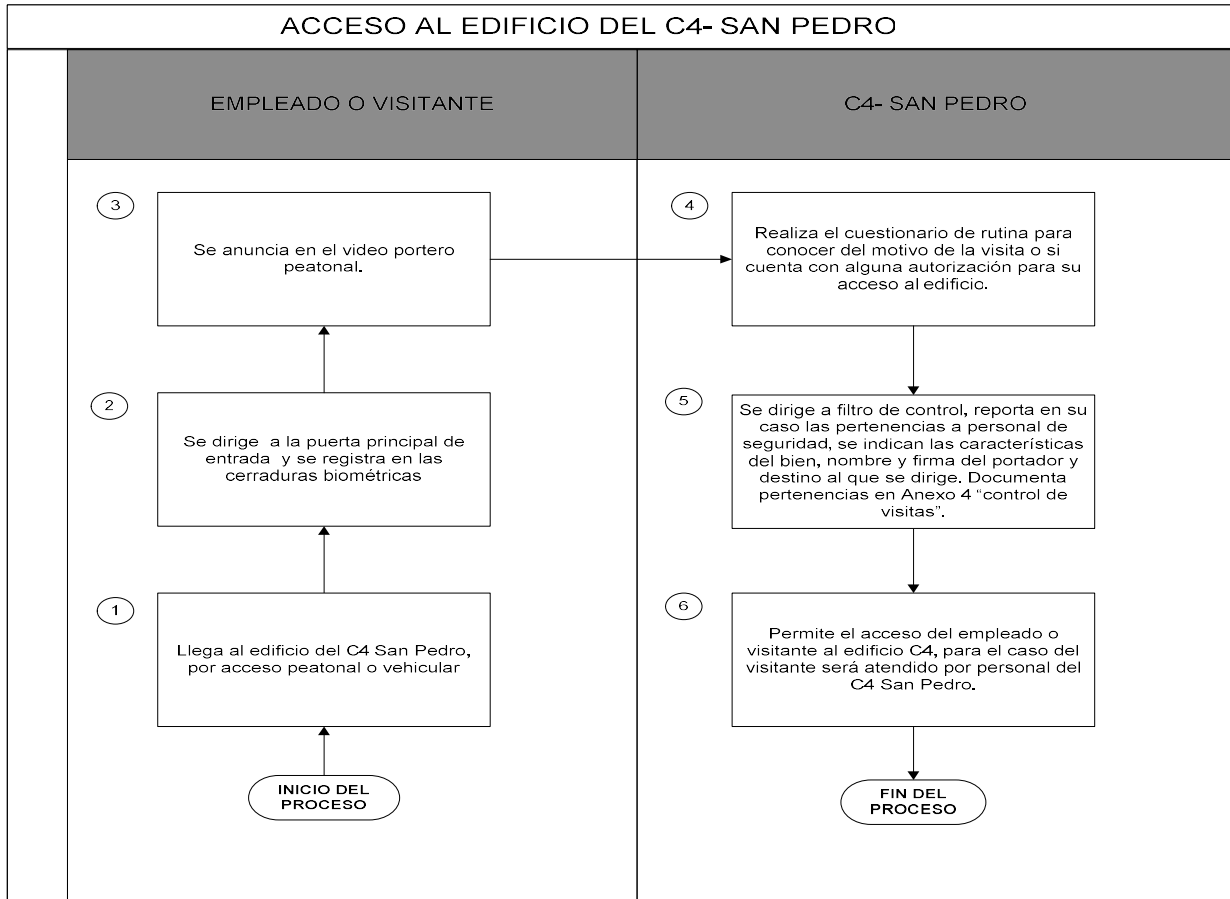 ACCESO AL EDIFICIO DEL C4- SAN PEDRO
EMPLEADO O VISITANTE
C4- SAN PEDRO
3
Se anuncia en el video portero
peatonal.
4
Realiza el cuestionario de rutina para
conocer del motivo de la visita o si
cuenta con alguna autorización para su
acceso al edificio.
2
Se dirige a la puerta principal de
entrada y se registra en las
cerraduras biométricas
5
Se dirige a filtro de control, reporta en su
caso las pertenencias a personal de
seguridad, se indican las características
del bien, nombre y firma del portador y
destino al que se dirige. Documenta
pertenencias en Anexo 4 “control de
visitas”.
1
Llega al edificio del C4 San Pedro,
por acceso peatonal o vehicular
6
Permite el acceso del empleado o
visitante al edificio C4, para el caso del
visitante será atendido por personal del
C4 San Pedro.
INICIO DEL
PROCESO
FIN DEL
PROCESO